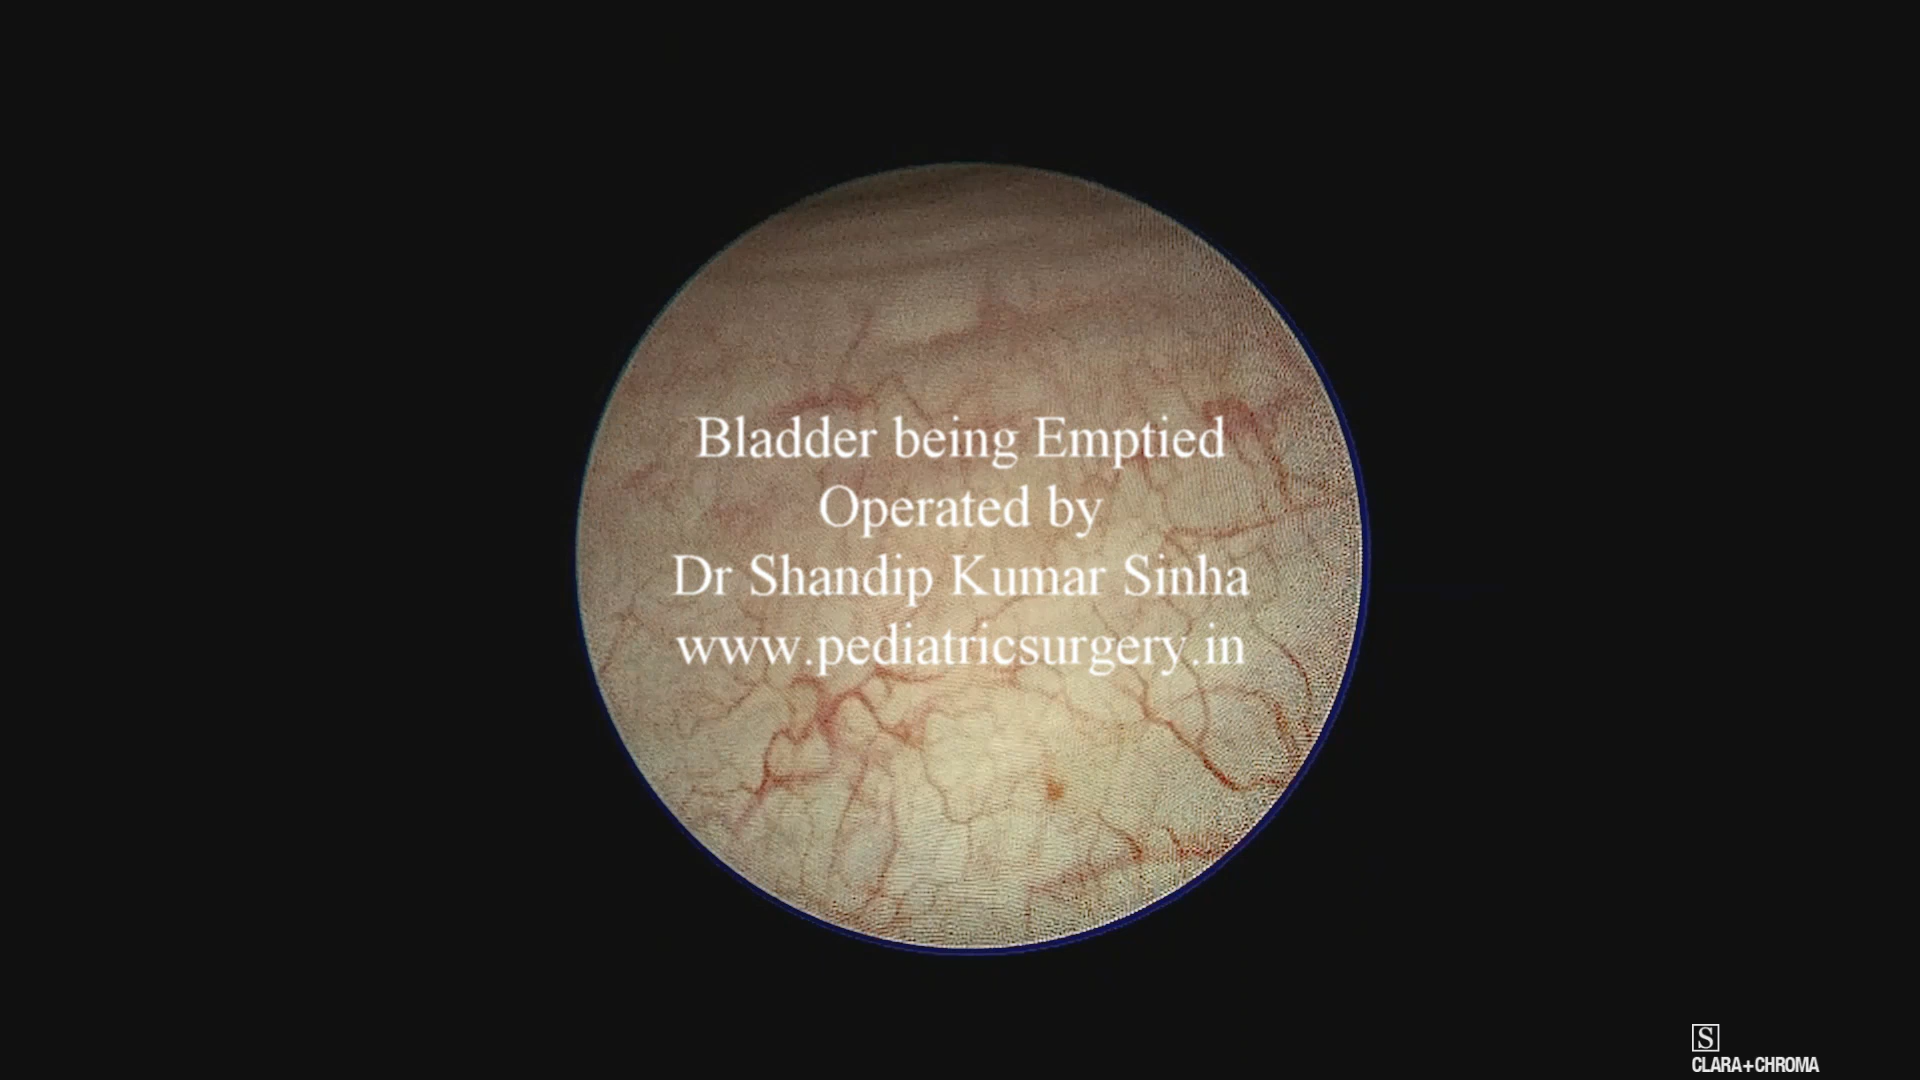 Bladder being Emptied
Operated by
Dr Shandip Kumar Sinha
www.pediatricsurgery.in
S
CLARA+CHROMA